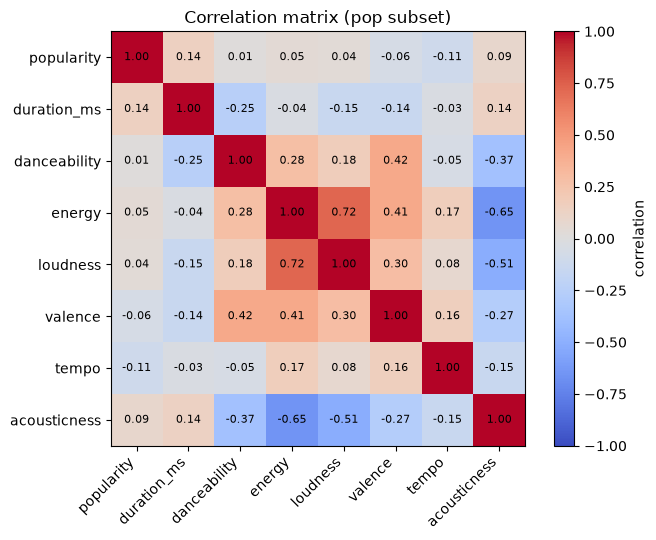 Correlation matrix (pop subset)
popularity 1.00 0.14 0.01 0.05 0.04 -0.06 -0.11 0.09
duration_ms 0.14 1.00 -0.25 -0.04 -0.15 -0.14 -0.03 0.14
danceability 0.01 -0.25 1.00 0.28 0.18 0.42 -0.05 -0.37
energy 0.05 -0.04 0.28 1.00 0.72 0.41 0.17 -0.65
loudness 0.04 -0.15 0.18 0.72 1.00 0.30 0.08 -0.51
valence -0.06 -0.14 0.42 0.41 0.30 1.00 0.16 -0.27
tempo -0.11 -0.03 -0.05 0.17 0.08 0.16 1.00 -0.15
acousticness 0.09 0.14 -0.37 -0.65 -0.51 -0.27 -0.15 1.00
popularity
duration_ms
danceability
energy
loudness
valence
tempo
acousticness
1.00
0.75
0.50
0.25
0.00
−0.25
−0.50
−0.75
−1.00
correlation